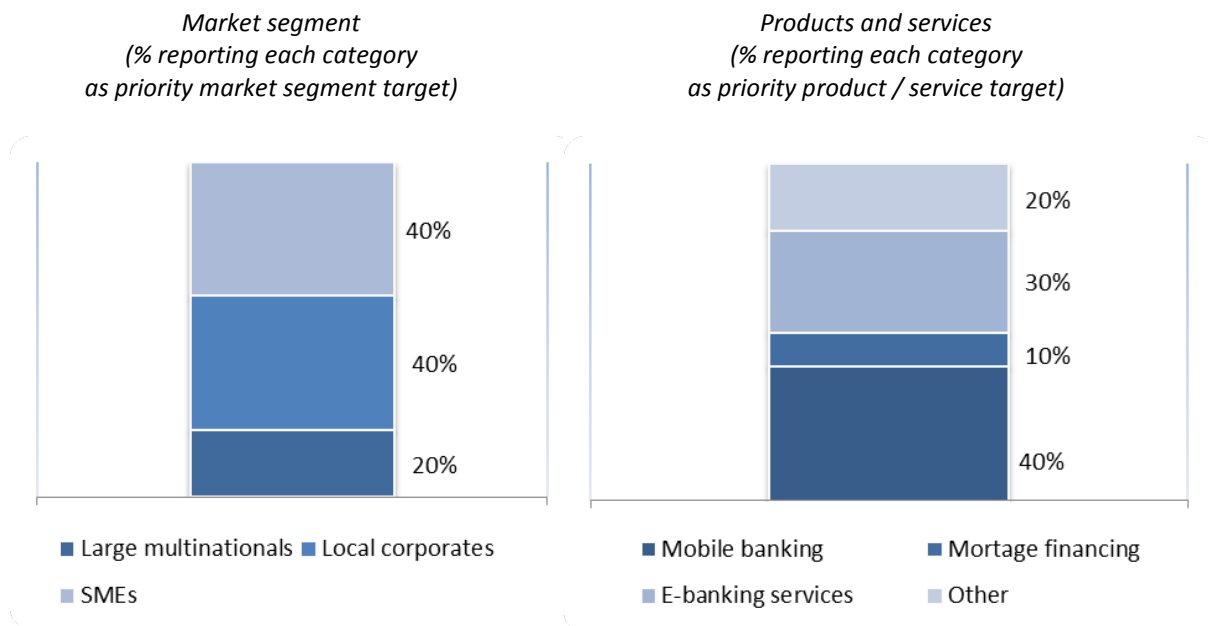 Market segment
(% reporting each category
as priority market segment target)
40%
40%
20%
Large multinationals
Local corporates
SMEs
Products and services
(% reporting each category
as priority product / service target)
20%
30%
10%
40%
Mobile banking
Mortage financing
E-banking services
Other